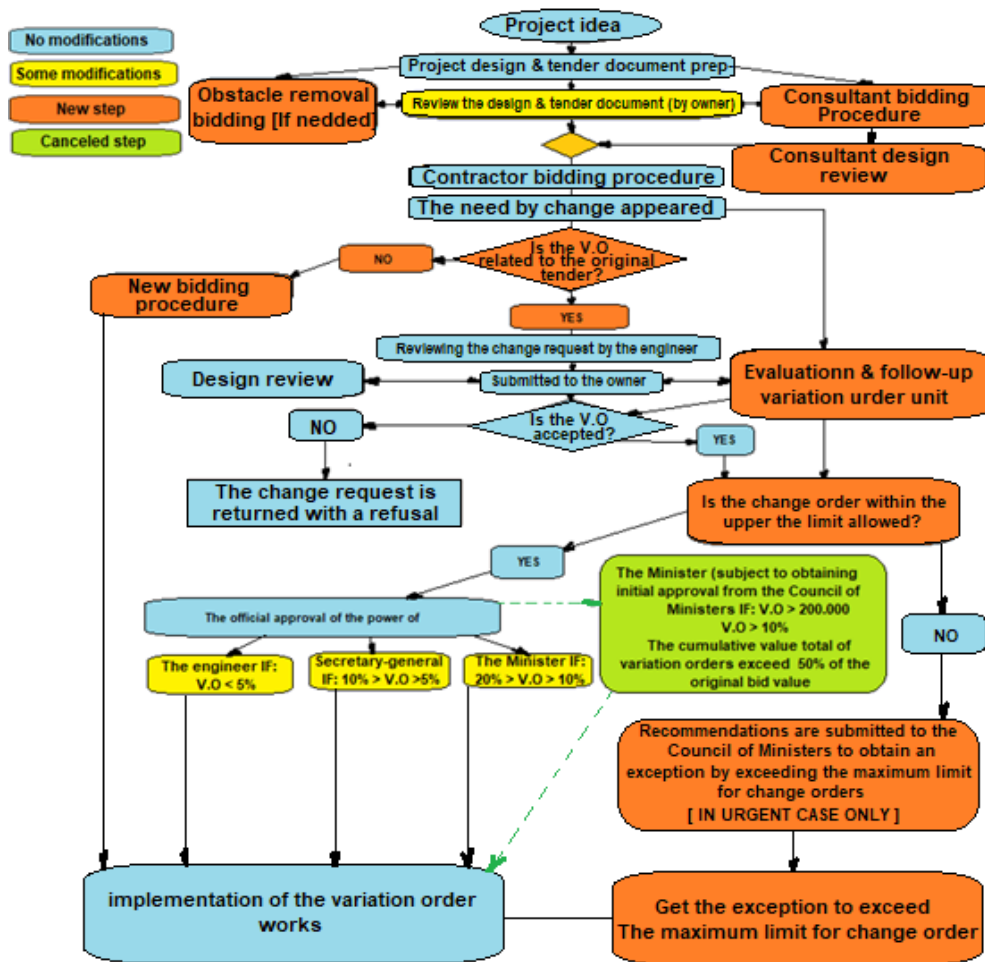 Project idea
No modifications
Some modifications
New step
Canceled step
Project design & tender document prep-
Obstacle removal
bidding [If nedded]
Review the design & tender document (by owner)
Consultant bidding
Procedure
Consultant design
review
Contractor bidding procedure
The need by change appeared
Is the V.O
related to the original
tender?
NO
New bidding
procedure
YES
Reviewing the change request by the engineer
Design review
Submitted to the owner
Evaluationn & follow-up
variation urder unit
Is the V.O
accepted?
NO
YES
The change request is
returned with a refusal
Is the change order within the
upper the limit allowed?
YES
NO
The official approval of the power of
The Minister (subject to obtaining
initial approval from the Council of
Ministers IF: V.O > 200.000
V.O > 10%
The cumulative value total of
variation orders exceed 50% of the
original bid value
The engineer IF:
V.O < 5%
Secretary-general
IF: 10% > V.O >5%
The Minister IF:
20% > V.O > 10%
Recommendations are submitted to the
Council of Ministers to obtain an
exception by exceeding the maximum limit
for change orders
[ IN URGENT CASE ONLY ]
implementation of the variation order
works
Get the exception to exceed
The maximum limit for change order